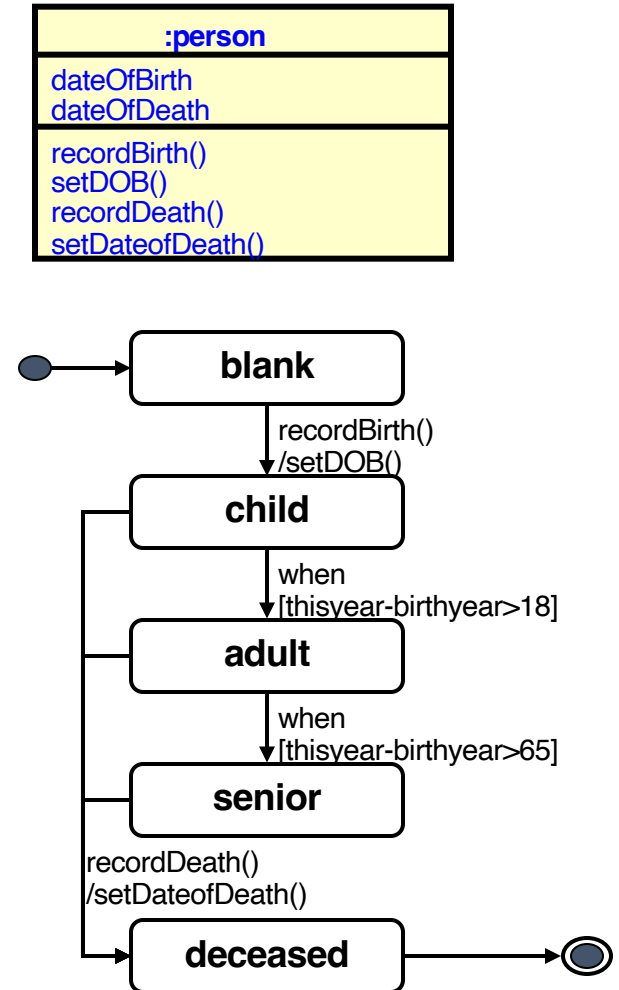 :person
dateOfBirth
dateOfDeath
recordBirth()
setDOB()
recordDeath()
setDateofDeath()
blank
recordBirth()
/setDOB()
child
when
[thisyear-birthyear>18]
adult
when
[thisyear-birthyear>65]
senior
recordDeath()
/setDateofDeath()
deceased